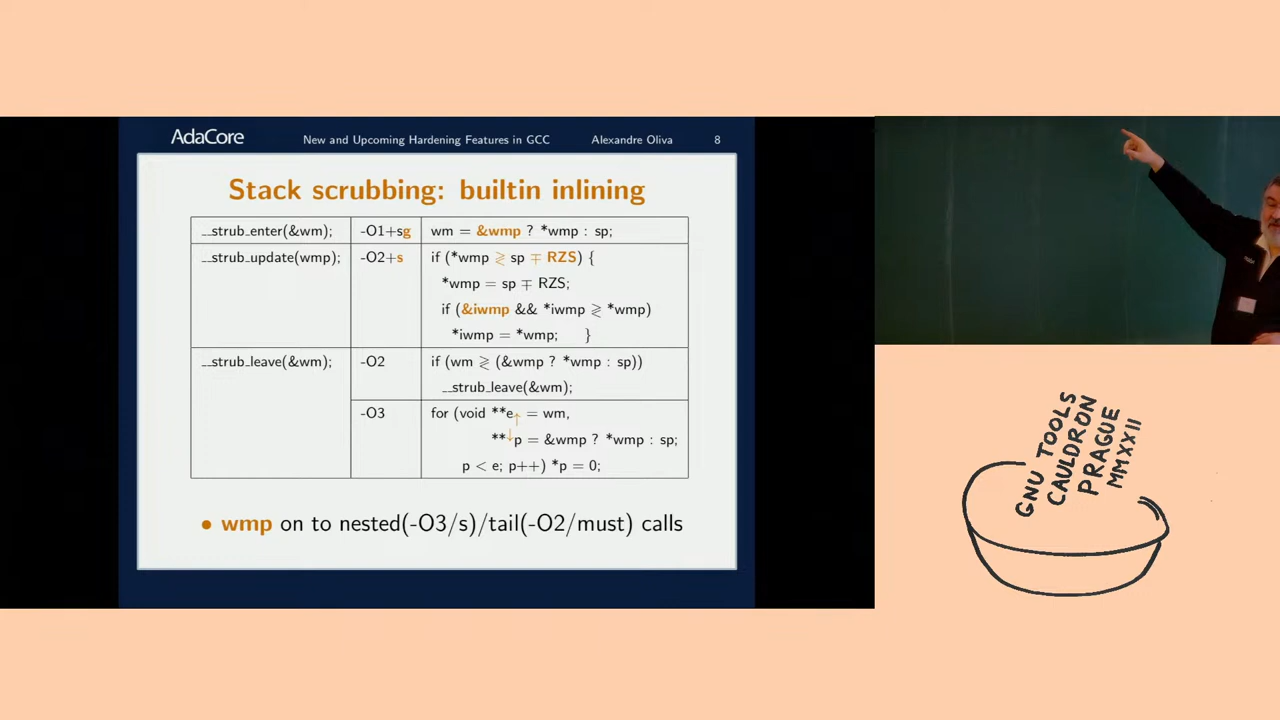 AdaCore New and Upcoming Hardening Features in GCC Alexandre Oliva 8
Stack scrubbing: builtin inlining
__strub_enter(&wm); -O1+sg wm = &wmp ? *wmp : sp;
__strub_update(wmp); -O2+s if (*wmp ≷ sp ∓ RZS) {
*wmp = sp ∓ RZS;
if (&iwmp && *iwmp ≷ *wmp)
*iwmp = *wmp; }
__strub_leave(&wm); -O2 if (wm ≷ (&wmp ? *wmp : sp))
__strub_leave(&wm);
-O3 for (void **e↑ = wm,
**↓p = &wmp ? *wmp : sp;
p < e; p++) *p = 0;
• wmp on to nested(-O3/s)/tail(-O2/must) calls
GNU TOOLS
CAULDRON
PRAGUE
MMXXII